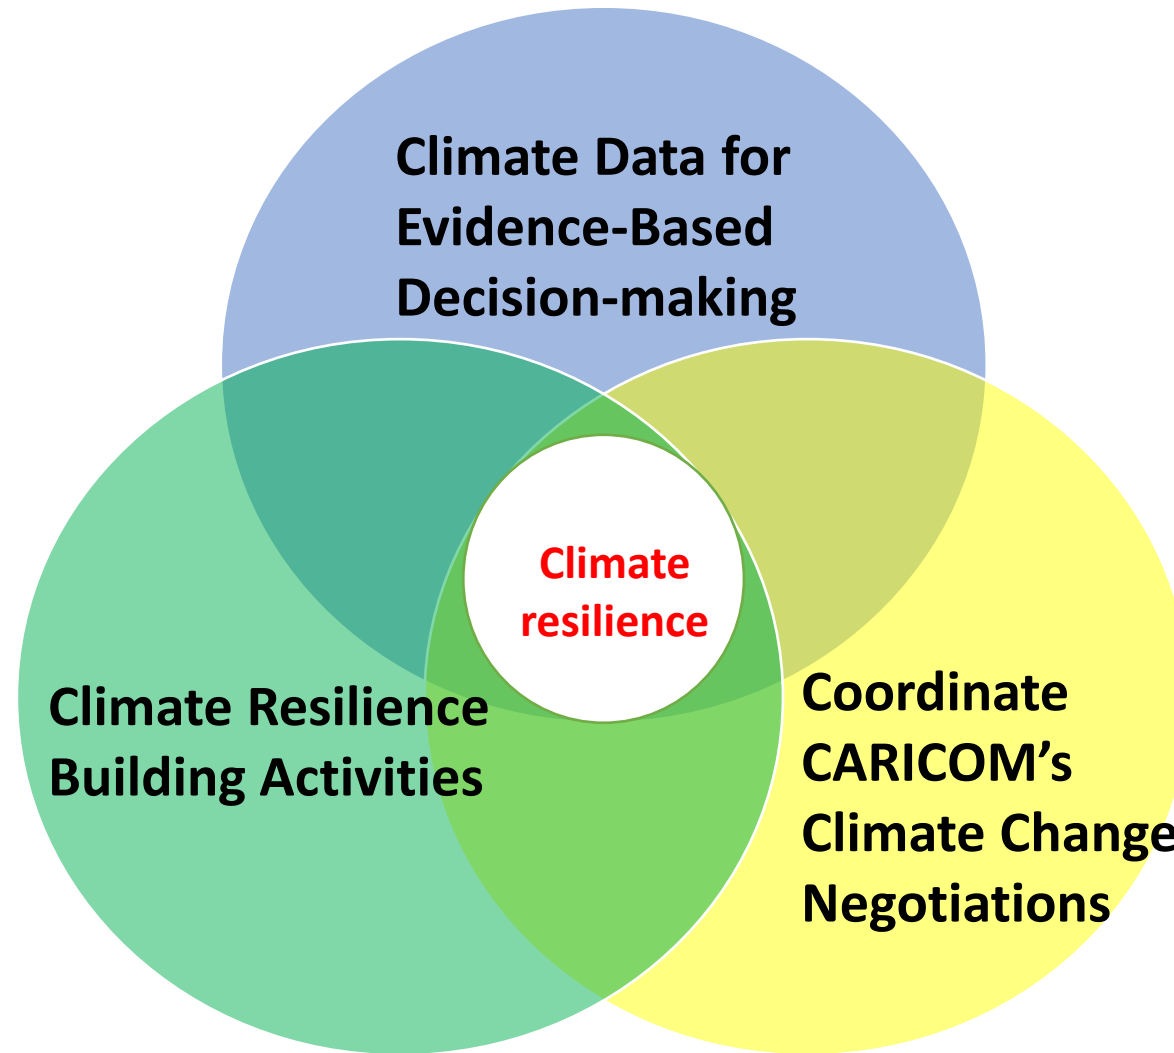 Climate Data for
Evidence-Based
Decision-making
Climate
resilience
Climate Resilience
Building Activities
Coordinate
CARICOM’s
Climate Change
Negotiations